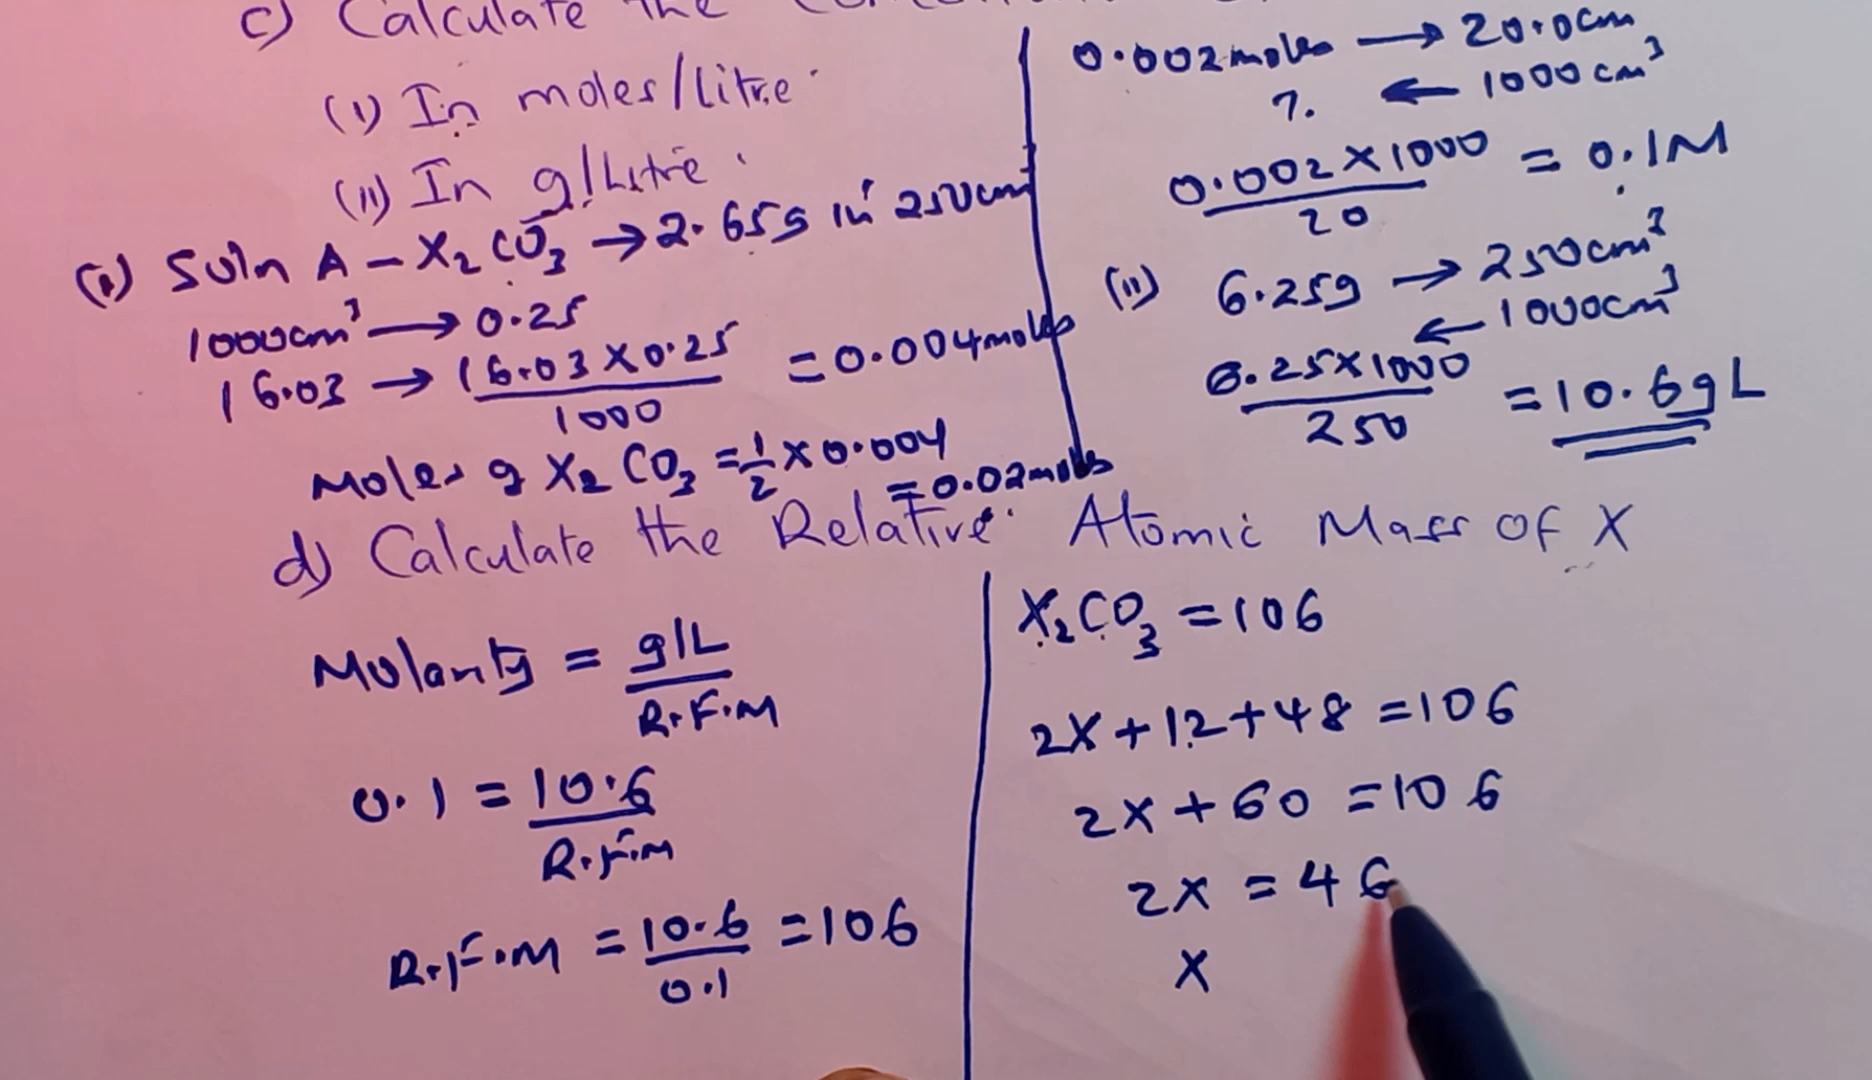 c) Calculate the
(i) In moles/litre
(ii) In g/Litre.
(i) Soln A - X₂CO₃ → 2.65g in 250cm³
1000cm³ → 0.25
16.03 → 16.03 X 0.25 / 1000 = 0.004moles
Moles of X₂CO₃ = 1/2 X 0.004
= 0.02moles
0.002moles → 20.0cm
?. ← 1000cm³
0.002 X 1000 / 20 = 0.1M
(ii) 6.25g → 250cm³
← 1000cm³
6.25 X 1000 / 250 = 10.6g L
d) Calculate the Relative Atomic Mass of X
Molarity = g/L / R.F.M
0.1 = 10.6 / R.F.M
R.F.M = 10.6 / 0.1 = 106
X₂CO₃ = 106
2X + 12 + 48 = 106
2X + 60 = 106
2X = 46
X